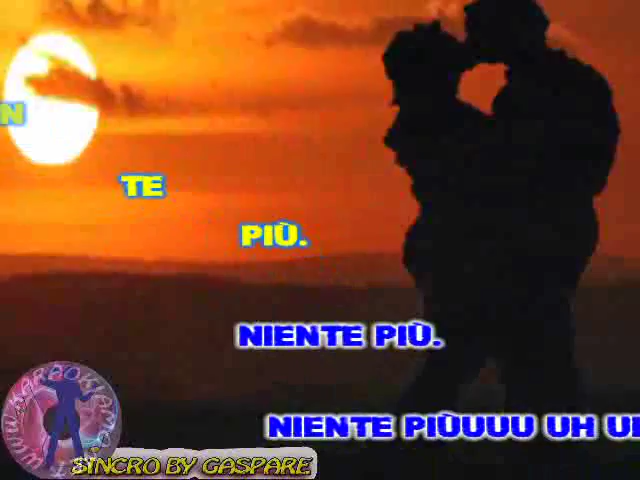 N
TE
PIÙ.
NIENTE PIÙ.
NIENTE PIÙUUU UH
SINCRO BY GASPARE